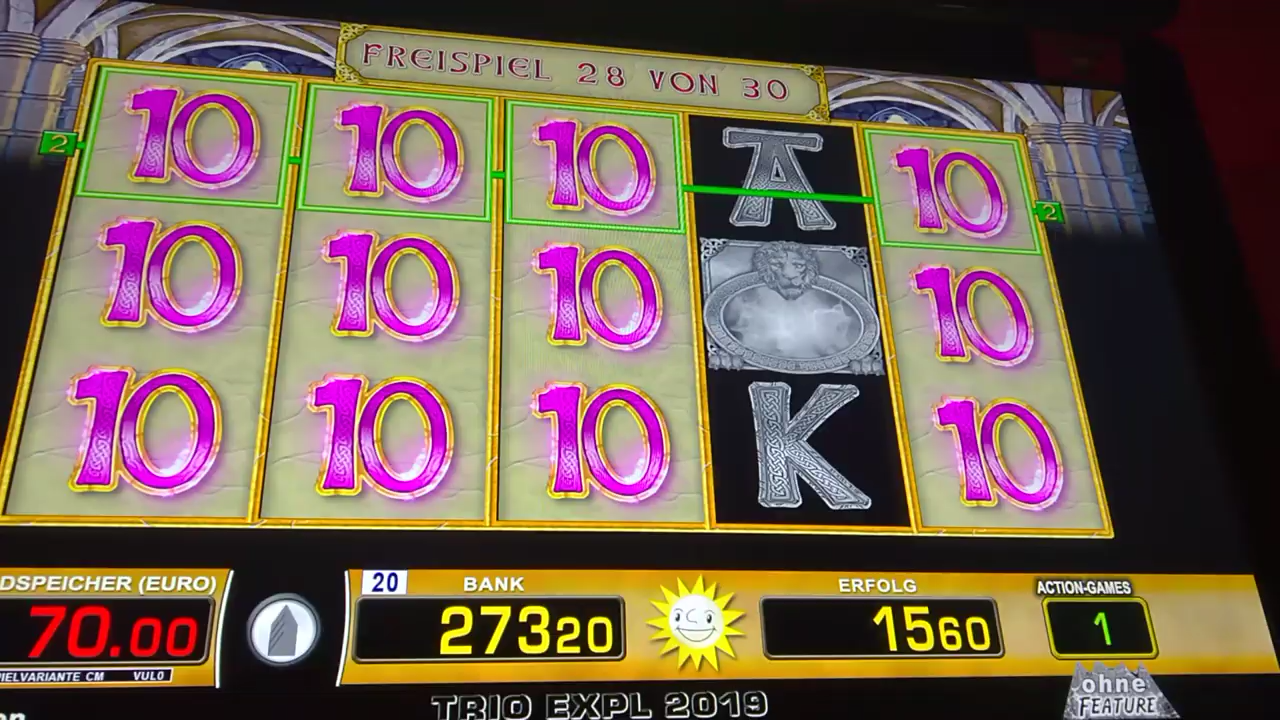 FREISPIEL 28 VON 30
2 10 10 10 A 10 2
10 10 10 10
10 10 10 K 10
DSPEICHER (EURO) 20 BANK ERFOLG ACTION-GAMES
70.00 27320 1560 1
IELVARIANTE CM VUL0
ohne
FEATURE
TRIO EXPL 2019
en